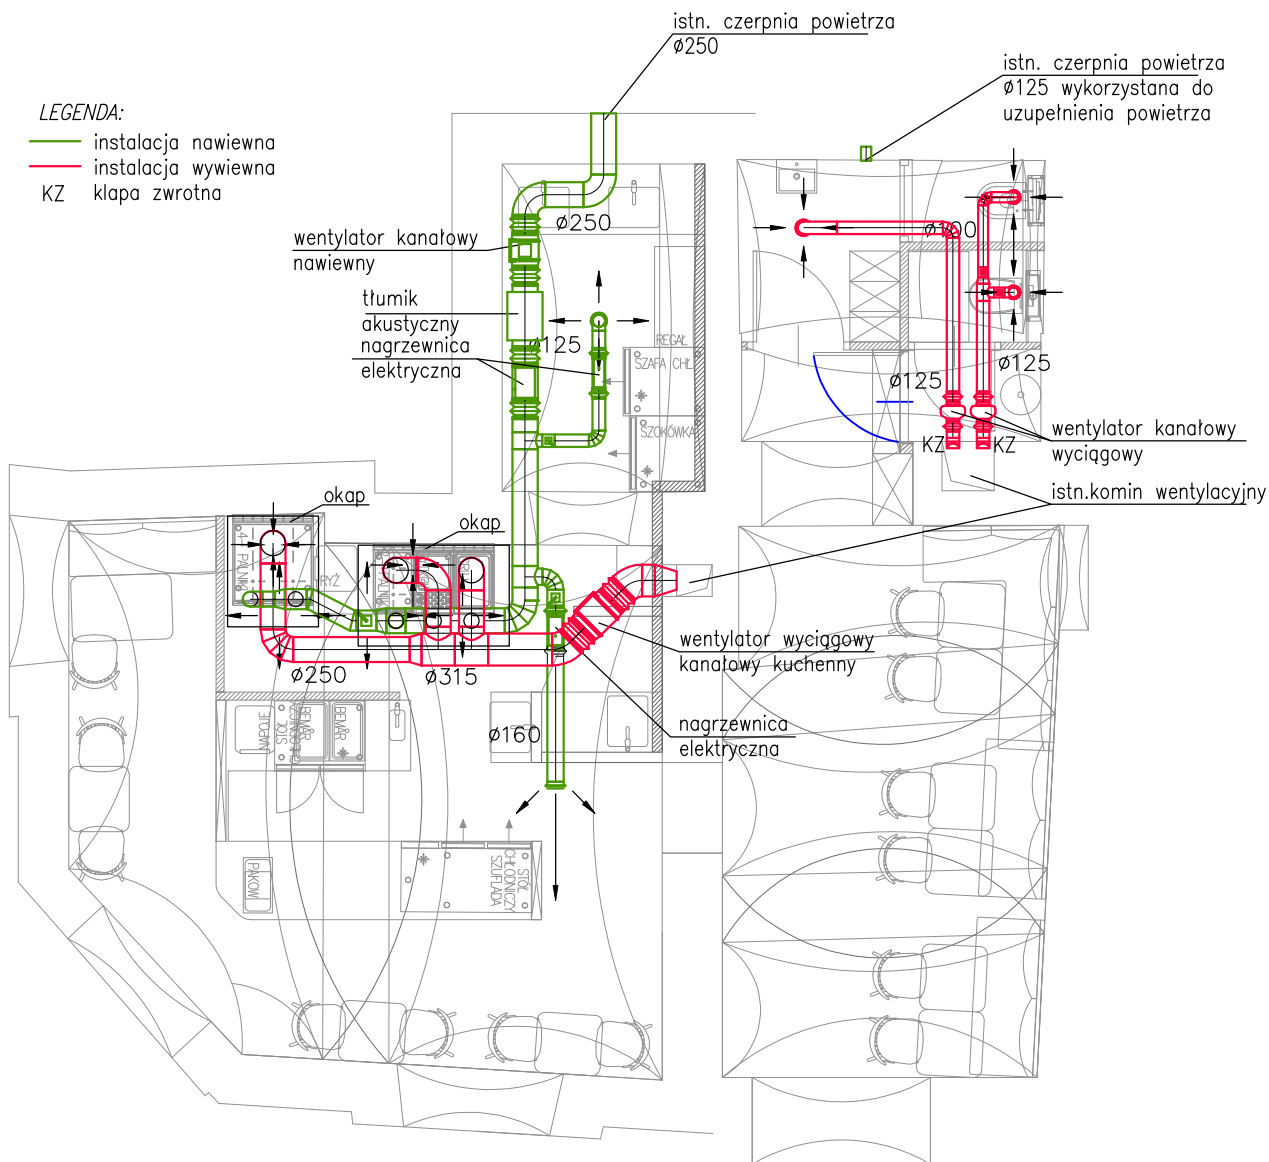 istn. czerpnia powietrza
ø250
istn. czerpnia powietrza
ø125 wykorzystana do
uzupełnienia powietrza
LEGENDA:
instalacja nawiewna
instalacja wywiewna
KZ klapa zwrotna
ø250
ø100
wentylator kanałowy
nawiewny
tłumik
akustyczny
nagrzewnica
elektryczna
ø125
REGAŁ
SZAFA CHŁ.
SZOKÓWKA
ø125
ø125
KZ
KZ
wentylator kanałowy
wyciągowy
istn.komin wentylacyjny
okap
okap
4 - PALNIK
RYŻ
wentylator wyciągowy
kanałowy kuchenny
ø250
ø315
ø160
nagrzewnica
elektryczna
BEMAR
BEMAR
PAKOW
STÓŁ
CHŁODNICZY
SZUFLADA